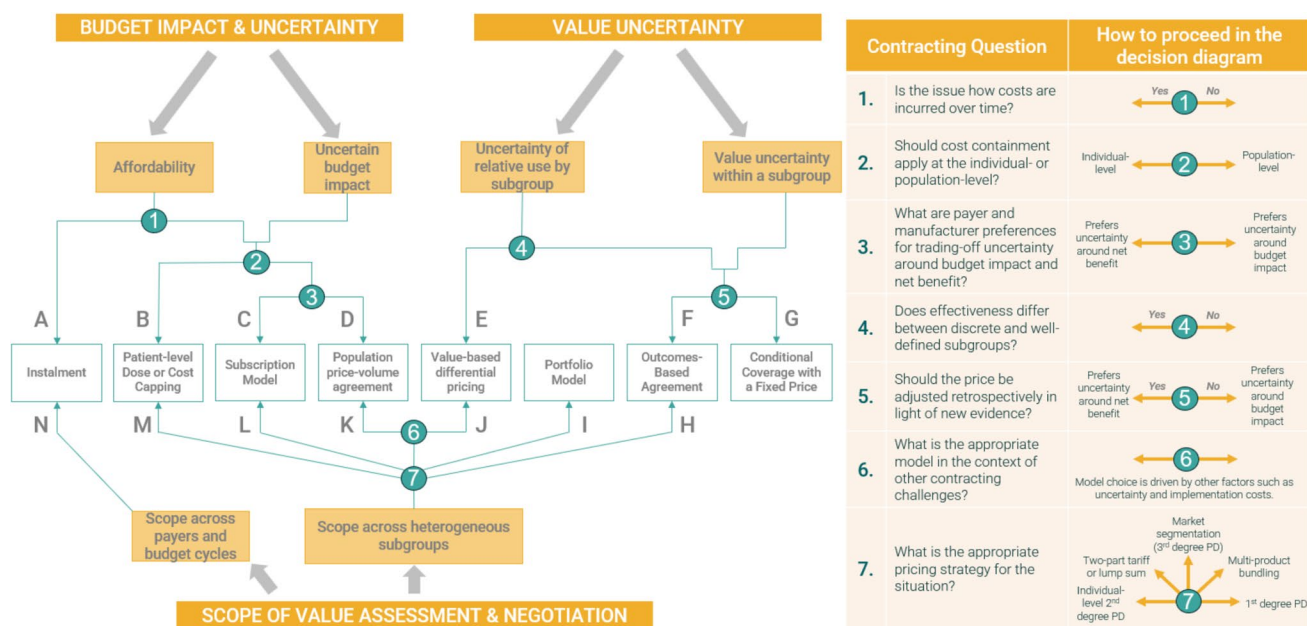 BUDGET IMPACT & UNCERTAINTY
VALUE UNCERTAINTY
Affordability
Uncertain
budget
impact
Uncertainty of
relative use by
subgroup
Value uncertainty
within a subgroup
1
2
3
4
5
A
B
C
D
E
F
G
Instalment
Patient-level
Dose or Cost
Capping
Subscription
Model
Population
price-volume
agreement
Value-based
differential
pricing
Portfolio
Model
Outcomes-
Based
Agreement
Conditional
Coverage with
a Fixed Price
N
M
L
K
6
J
I
H
7
Scope across
payers and
budget cycles
Scope across heterogeneous
subgroups
SCOPE OF VALUE ASSESSMENT & NEGOTIATION
Contracting Question
How to proceed in the
decision diagram
1.
Is the issue how costs are
incurred over time?
Yes
No
1
2.
Should cost containment
apply at the individual- or
population-level?
Individual-
level
2
Population-
level
3.
What are payer and
manufacturer preferences
for trading-off uncertainty
around budget impact and
net benefit?
Prefers
uncertainty
around net
benefit
3
Prefers
uncertainty
around
budget
impact
4.
Does effectiveness differ
between discrete and well-
defined subgroups?
Yes
No
4
5.
Should the price be
adjusted retrospectively in
light of new evidence?
Prefers
uncertainty
around net
benefit
Yes
No
5
Prefers
uncertainty
around
budget
impact
6.
What is the appropriate
model in the context of
other contracting
challenges?
6
Model choice is driven by other factors such as
uncertainty and implementation costs.
7.
What is the appropriate
pricing strategy for the
situation?
Market
segmentation
(3rd degree PD)
Two-part tariff
or lump sum
Multi-product
bundling
Individual-
level 2nd
degree PD
7
1st degree PD